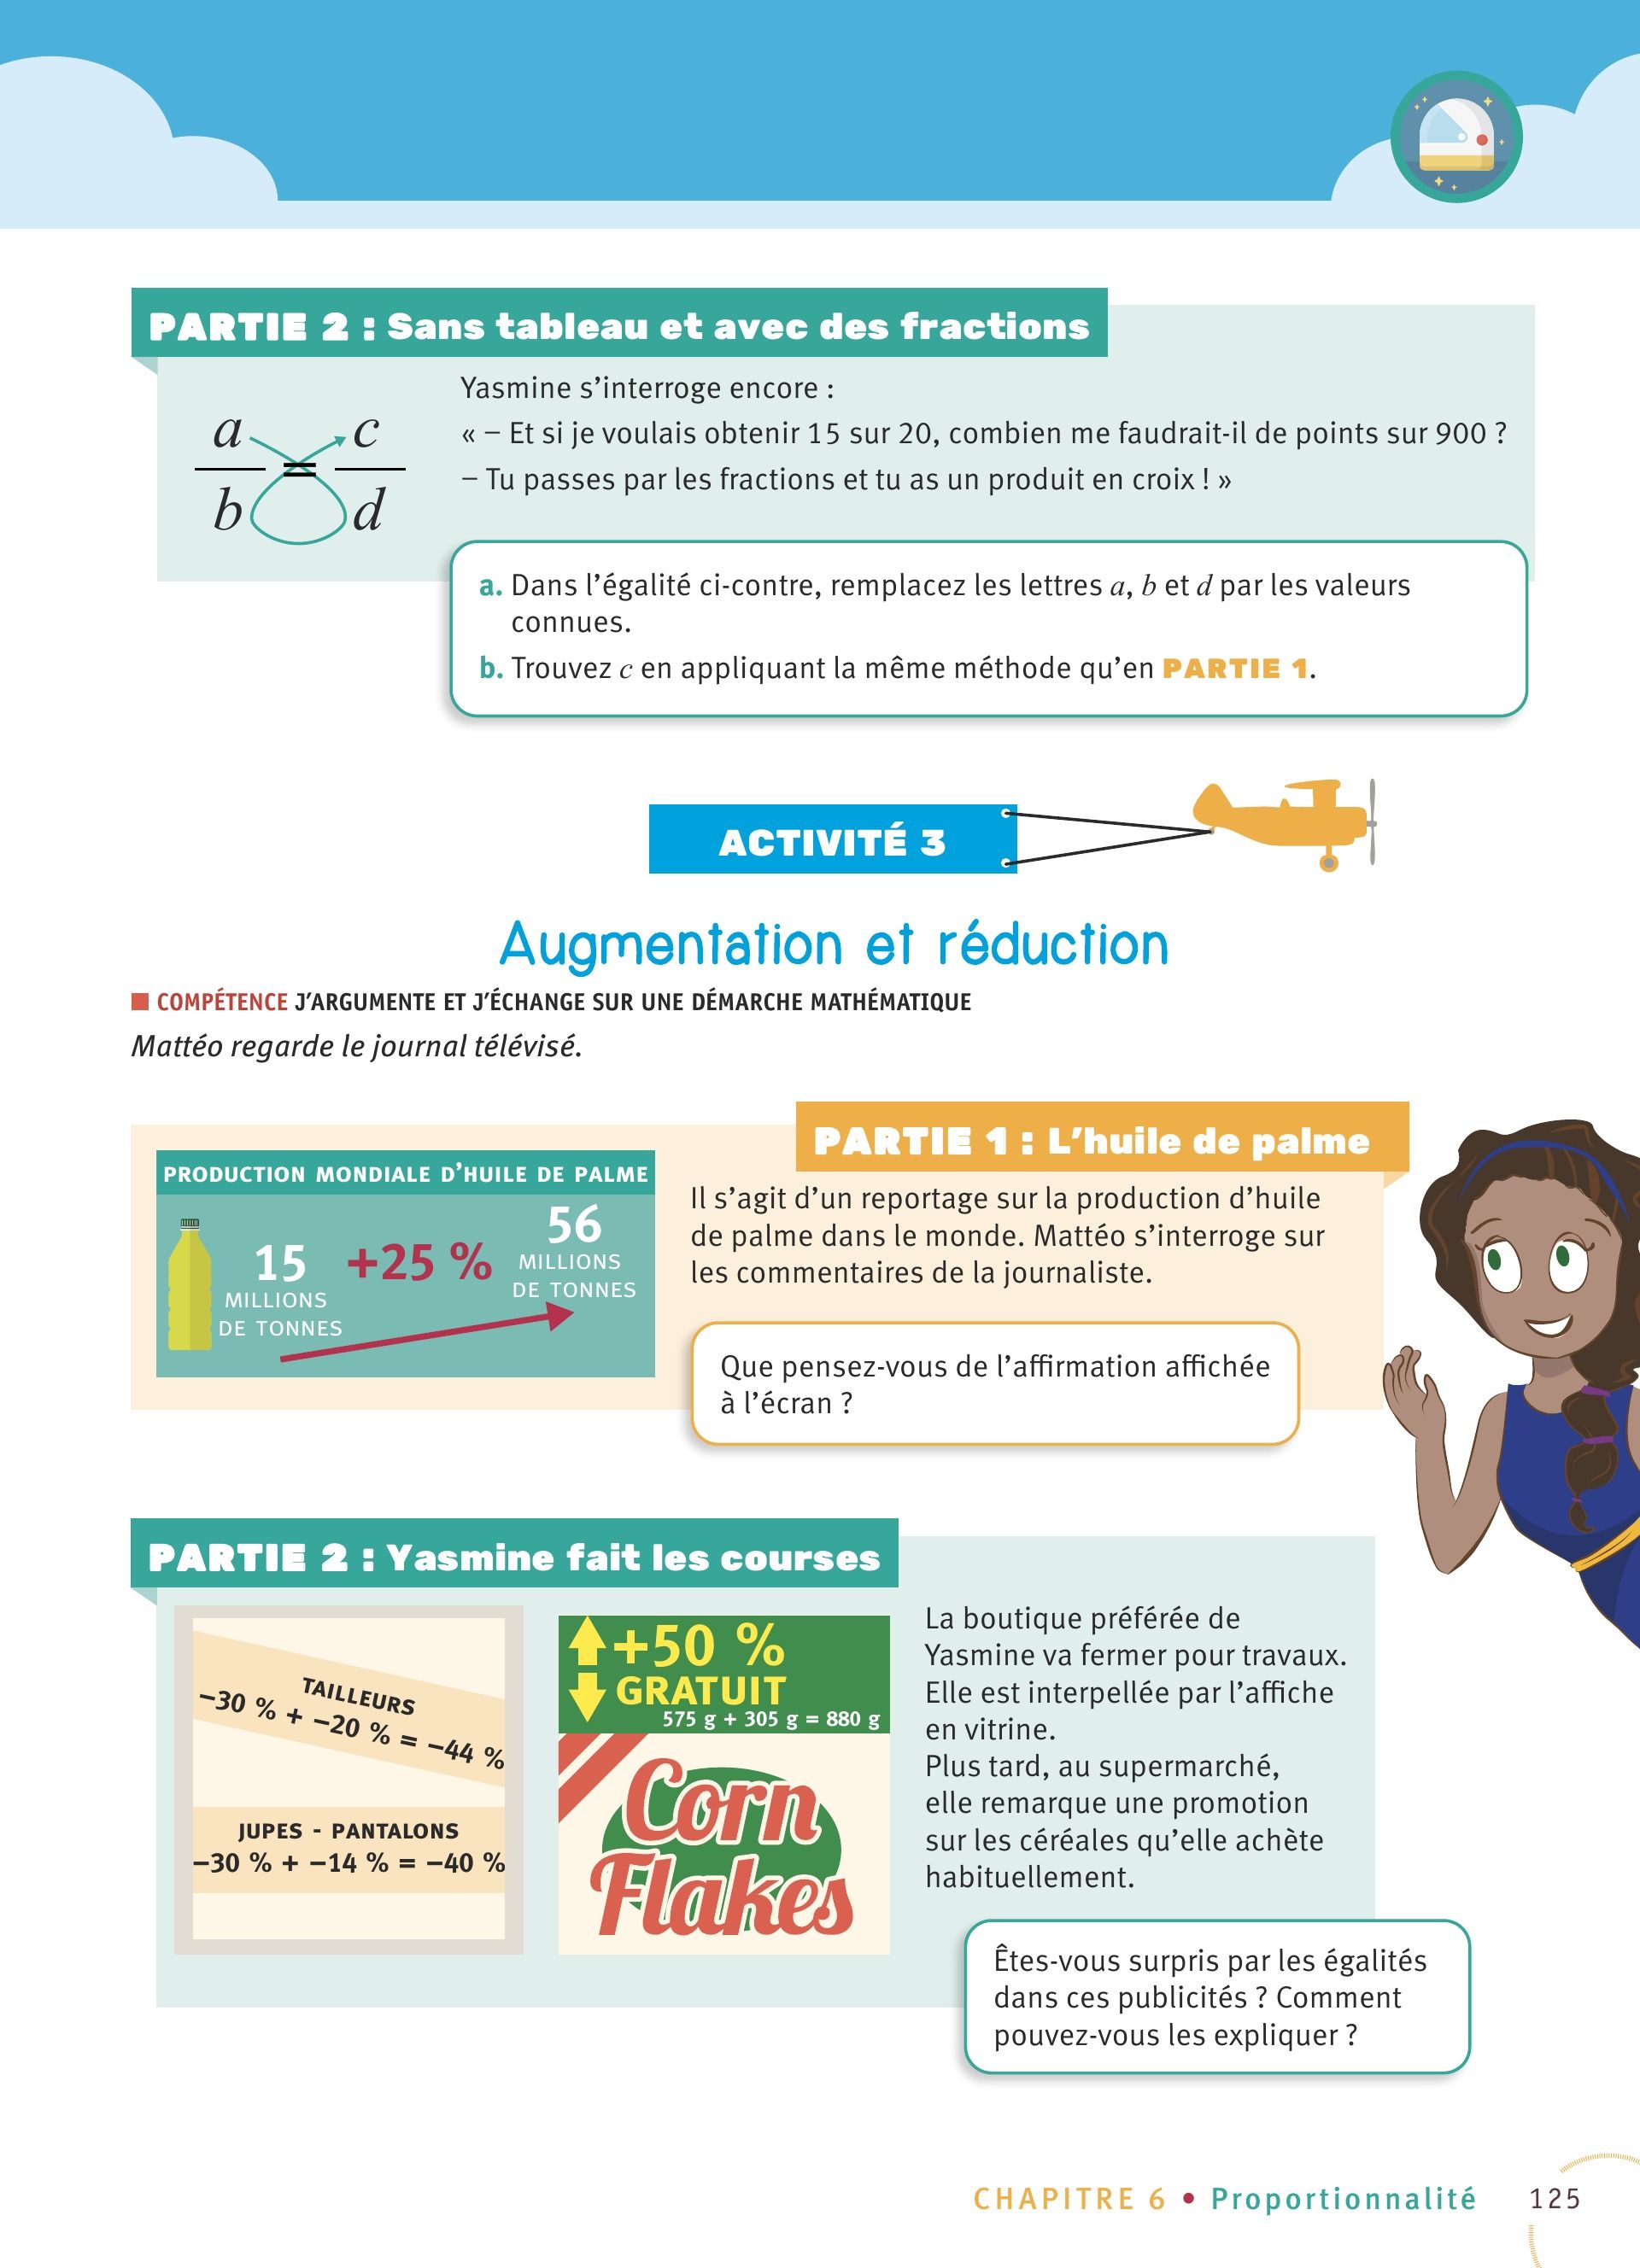 PARTIE 2 : Sans tableau et avec des fractions
Yasmine s’interroge encore :
« – Et si je voulais obtenir 15 sur 20, combien me faudrait-il de points sur 900 ?
– Tu passes par les fractions et tu as un produit en croix ! »
a = c
b d
a. Dans l’égalité ci-contre, remplacez les lettres a, b et d par les valeurs
connues.
b. Trouvez c en appliquant la même méthode qu’en PARTIE 1.
ACTIVITÉ 3
Augmentation et réduction
COMPÉTENCE J’ARGUMENTE ET J’ÉCHANGE SUR UNE DÉMARCHE MATHÉMATIQUE
Mattéo regarde le journal télévisé.
PARTIE 1 : L’huile de palme
PRODUCTION MONDIALE D’HUILE DE PALME
15
MILLIONS
DE TONNES
+25 %
56
MILLIONS
DE TONNES
Il s’agit d’un reportage sur la production d’huile
de palme dans le monde. Mattéo s’interroge sur
les commentaires de la journaliste.
Que pensez-vous de l’affirmation affichée
à l’écran ?
PARTIE 2 : Yasmine fait les courses
TAILLEURS
–30 % + –20 % = –44 %
JUPES - PANTALONS
–30 % + –14 % = –40 %
+50 %
GRATUIT
575 g + 305 g = 880 g
Corn
Flakes
La boutique préférée de
Yasmine va fermer pour travaux.
Elle est interpellée par l’affiche
en vitrine.
Plus tard, au supermarché,
elle remarque une promotion
sur les céréales qu’elle achète
habituellement.
Êtes-vous surpris par les égalités
dans ces publicités ? Comment
pouvez-vous les expliquer ?
CHAPITRE 6 • Proportionnalité 125